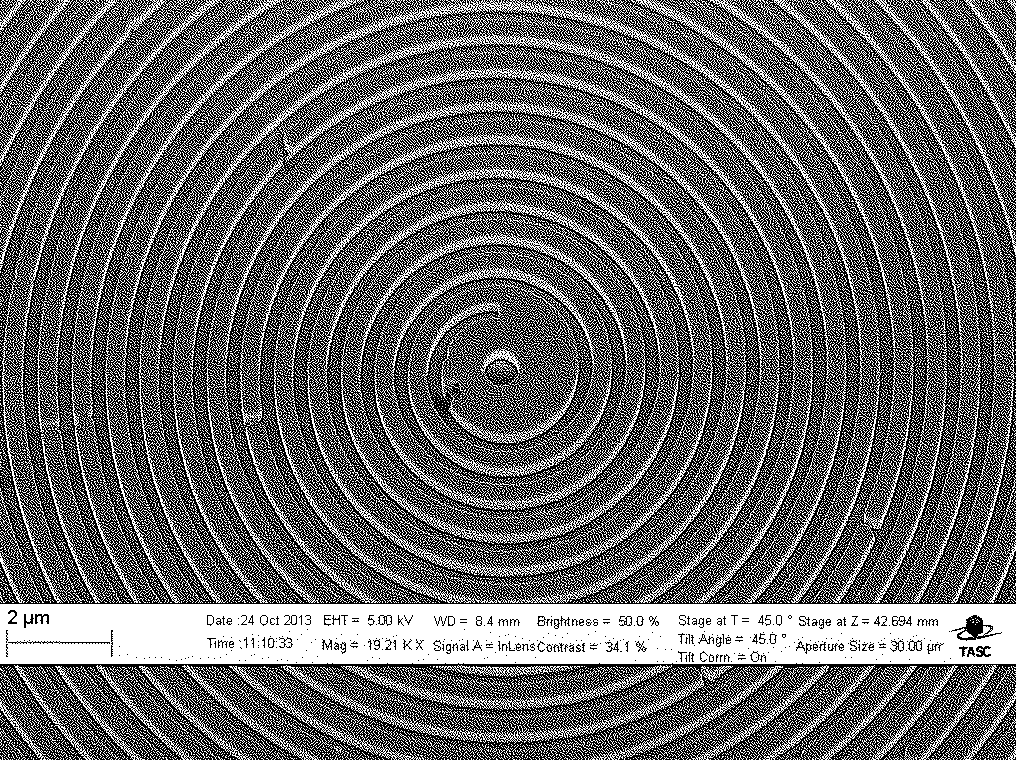 2 µm
Date :24 Oct 2013 EHT = 5.00 kV WD = 8.4 mm Brightness = 50.0 % Stage at T = 45.0 ° Stage at Z = 42.694 mm
Time :11:10:33 Mag = 19.21 K X Signal A = InLens Contrast = 34.1 % Tilt Angle = 45.0 ° Aperture Size = 30.00 µm
Tilt Corrn. = On
TASC